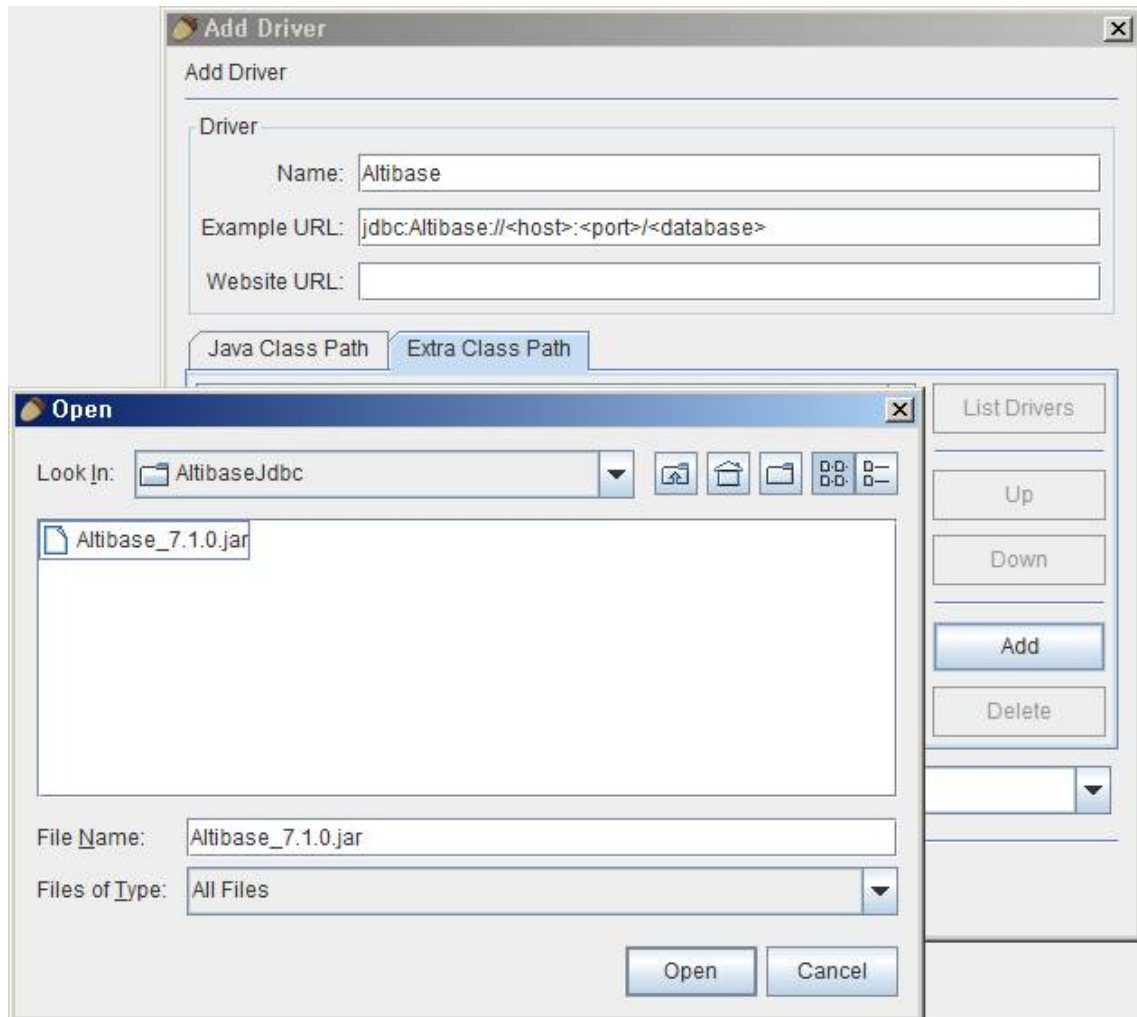 Add Driver
Add Driver
Driver
Name: Altibase
Example URL: jdbc:Altibase://<host>:<port>/<database>
Website URL:
Java Class Path Extra Class Path
List Drivers
Up
Down
Add
Delete
Open
Look In: AltibaseJdbc
Altibase_7.1.0.jar
File Name: Altibase_7.1.0.jar
Files of Type: All Files
Open Cancel